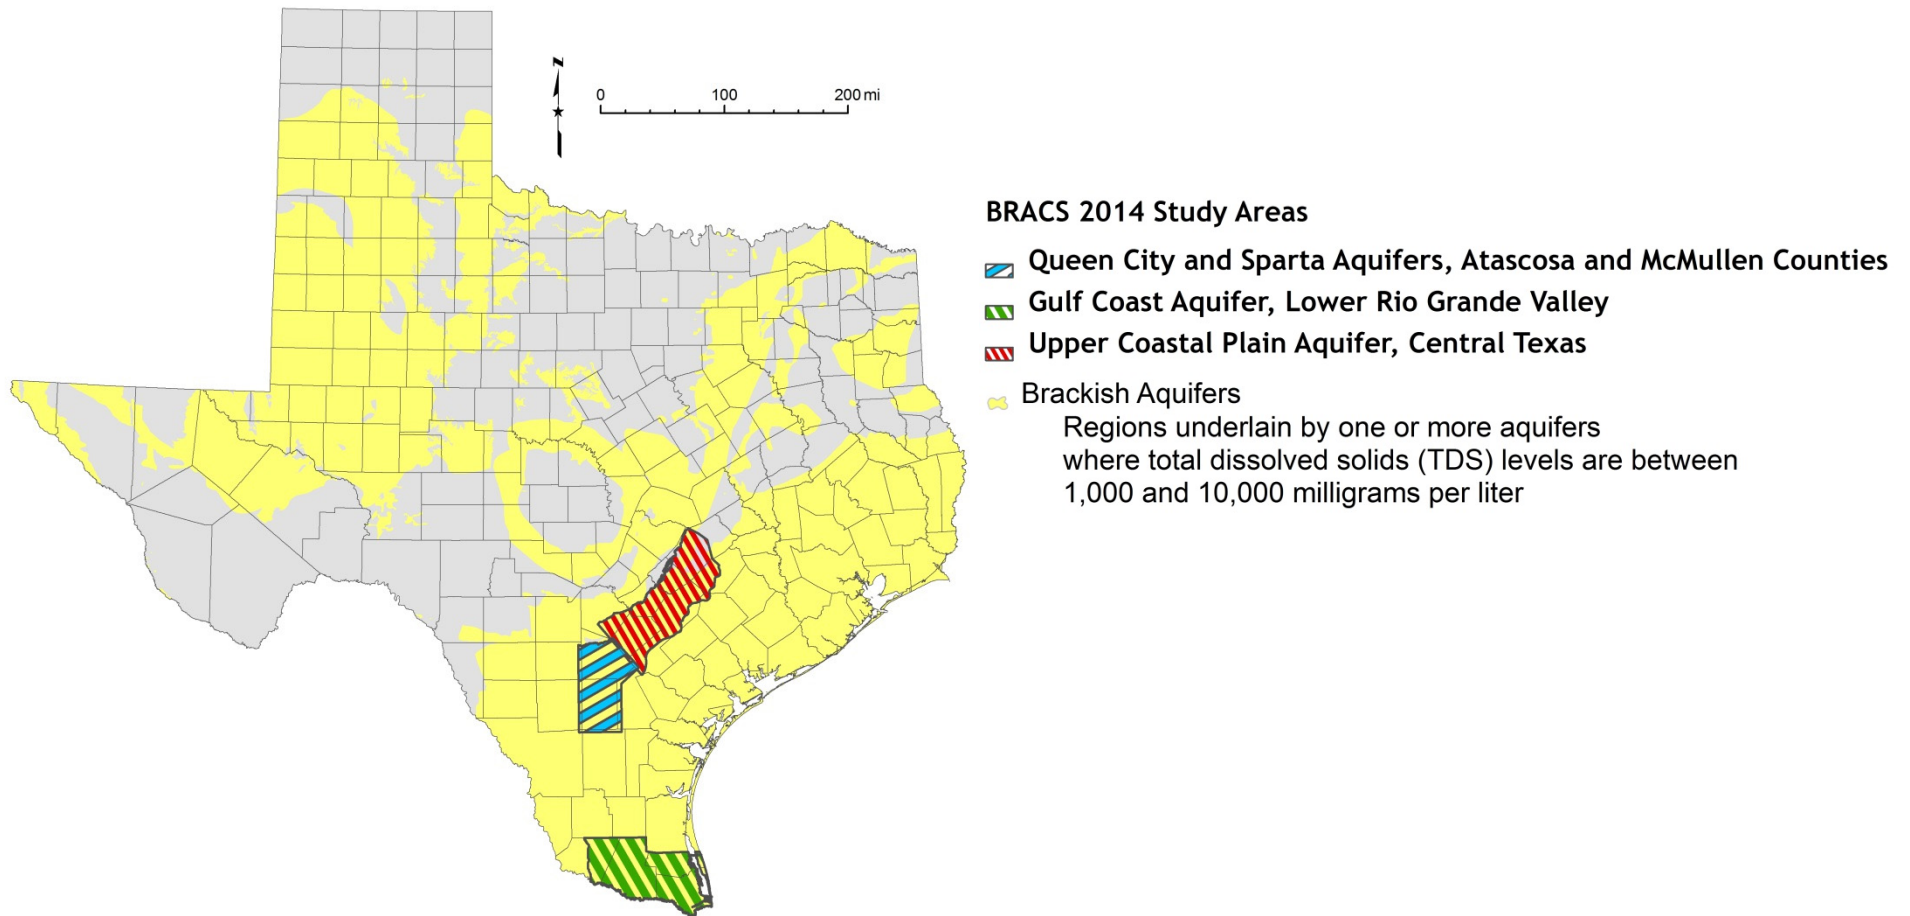 N
0 100 200 mi
BRACS 2014 Study Areas
Queen City and Sparta Aquifers, Atascosa and McMullen Counties
Gulf Coast Aquifer, Lower Rio Grande Valley
Upper Coastal Plain Aquifer, Central Texas
Brackish Aquifers
Regions underlain by one or more aquifers
where total dissolved solids (TDS) levels are between
1,000 and 10,000 milligrams per liter